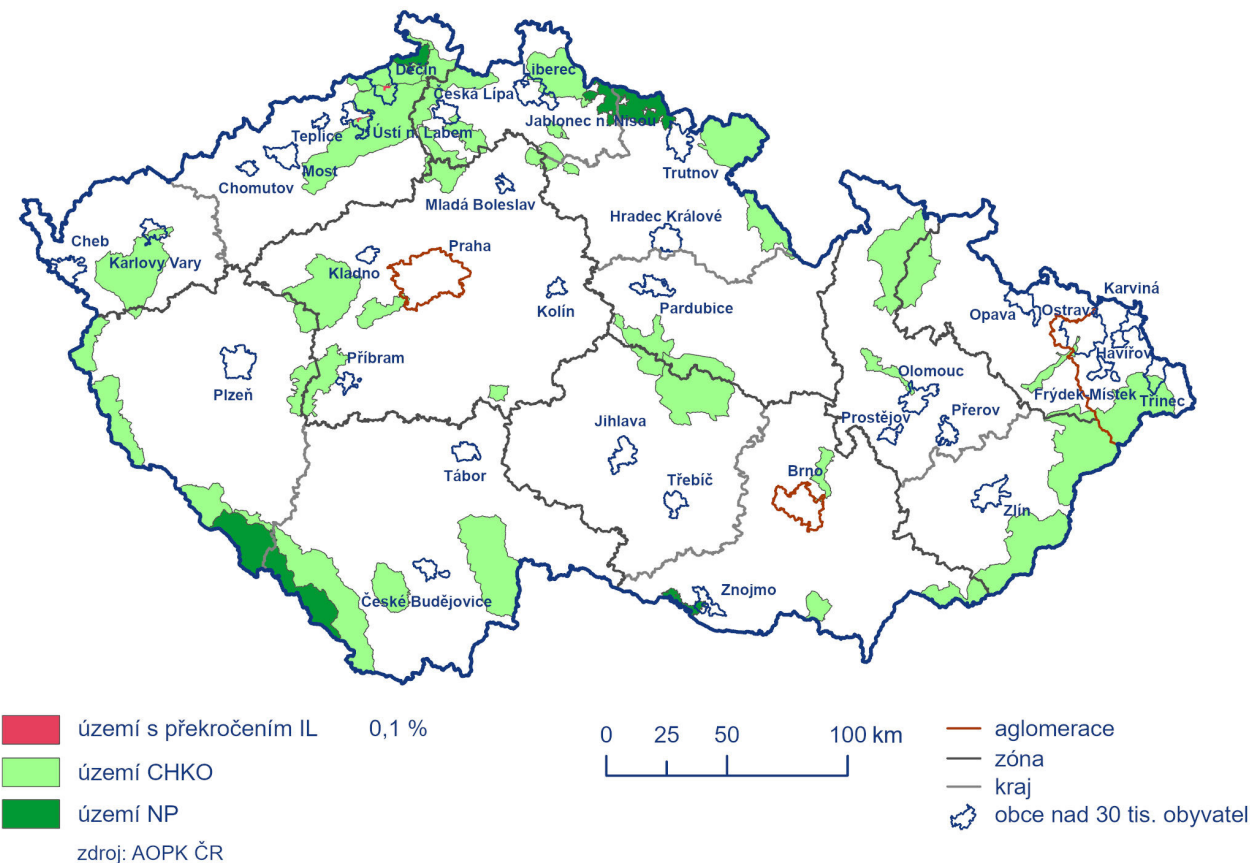 Děčín
Liberec
Česká Lípa
Jablonec n. Nisou
Teplice
Ústí n. Labem
Most
Chomutov
Trutnov
Mladá Boleslav
Hradec Králové
Cheb
Karlovy Vary
Kladno
Praha
Kolín
Pardubice
Karviná
Opava
Ostrava
Havířov
Příbram
Plzeň
Olomouc
Frýdek-Místek
Třinec
Prostějov
Přerov
Jihlava
Tábor
Třebíč
Brno
Zlín
České Budějovice
Znojmo
území s překročením IL 0,1 %
území CHKO
území NP
zdroj: AOPK ČR
0 25 50 100 km
aglomerace
zóna
kraj
obce nad 30 tis. obyvatel